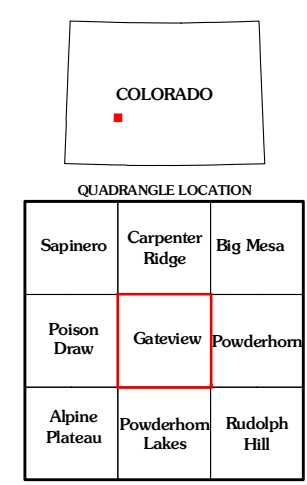 COLORADO
QUADRANGLE LOCATION
Sapinero
Carpenter
Ridge
Big Mesa
Poison
Draw
Gateview
Powderhorn
Alpine
Plateau
Powderhorn
Lakes
Rudolph
Hill